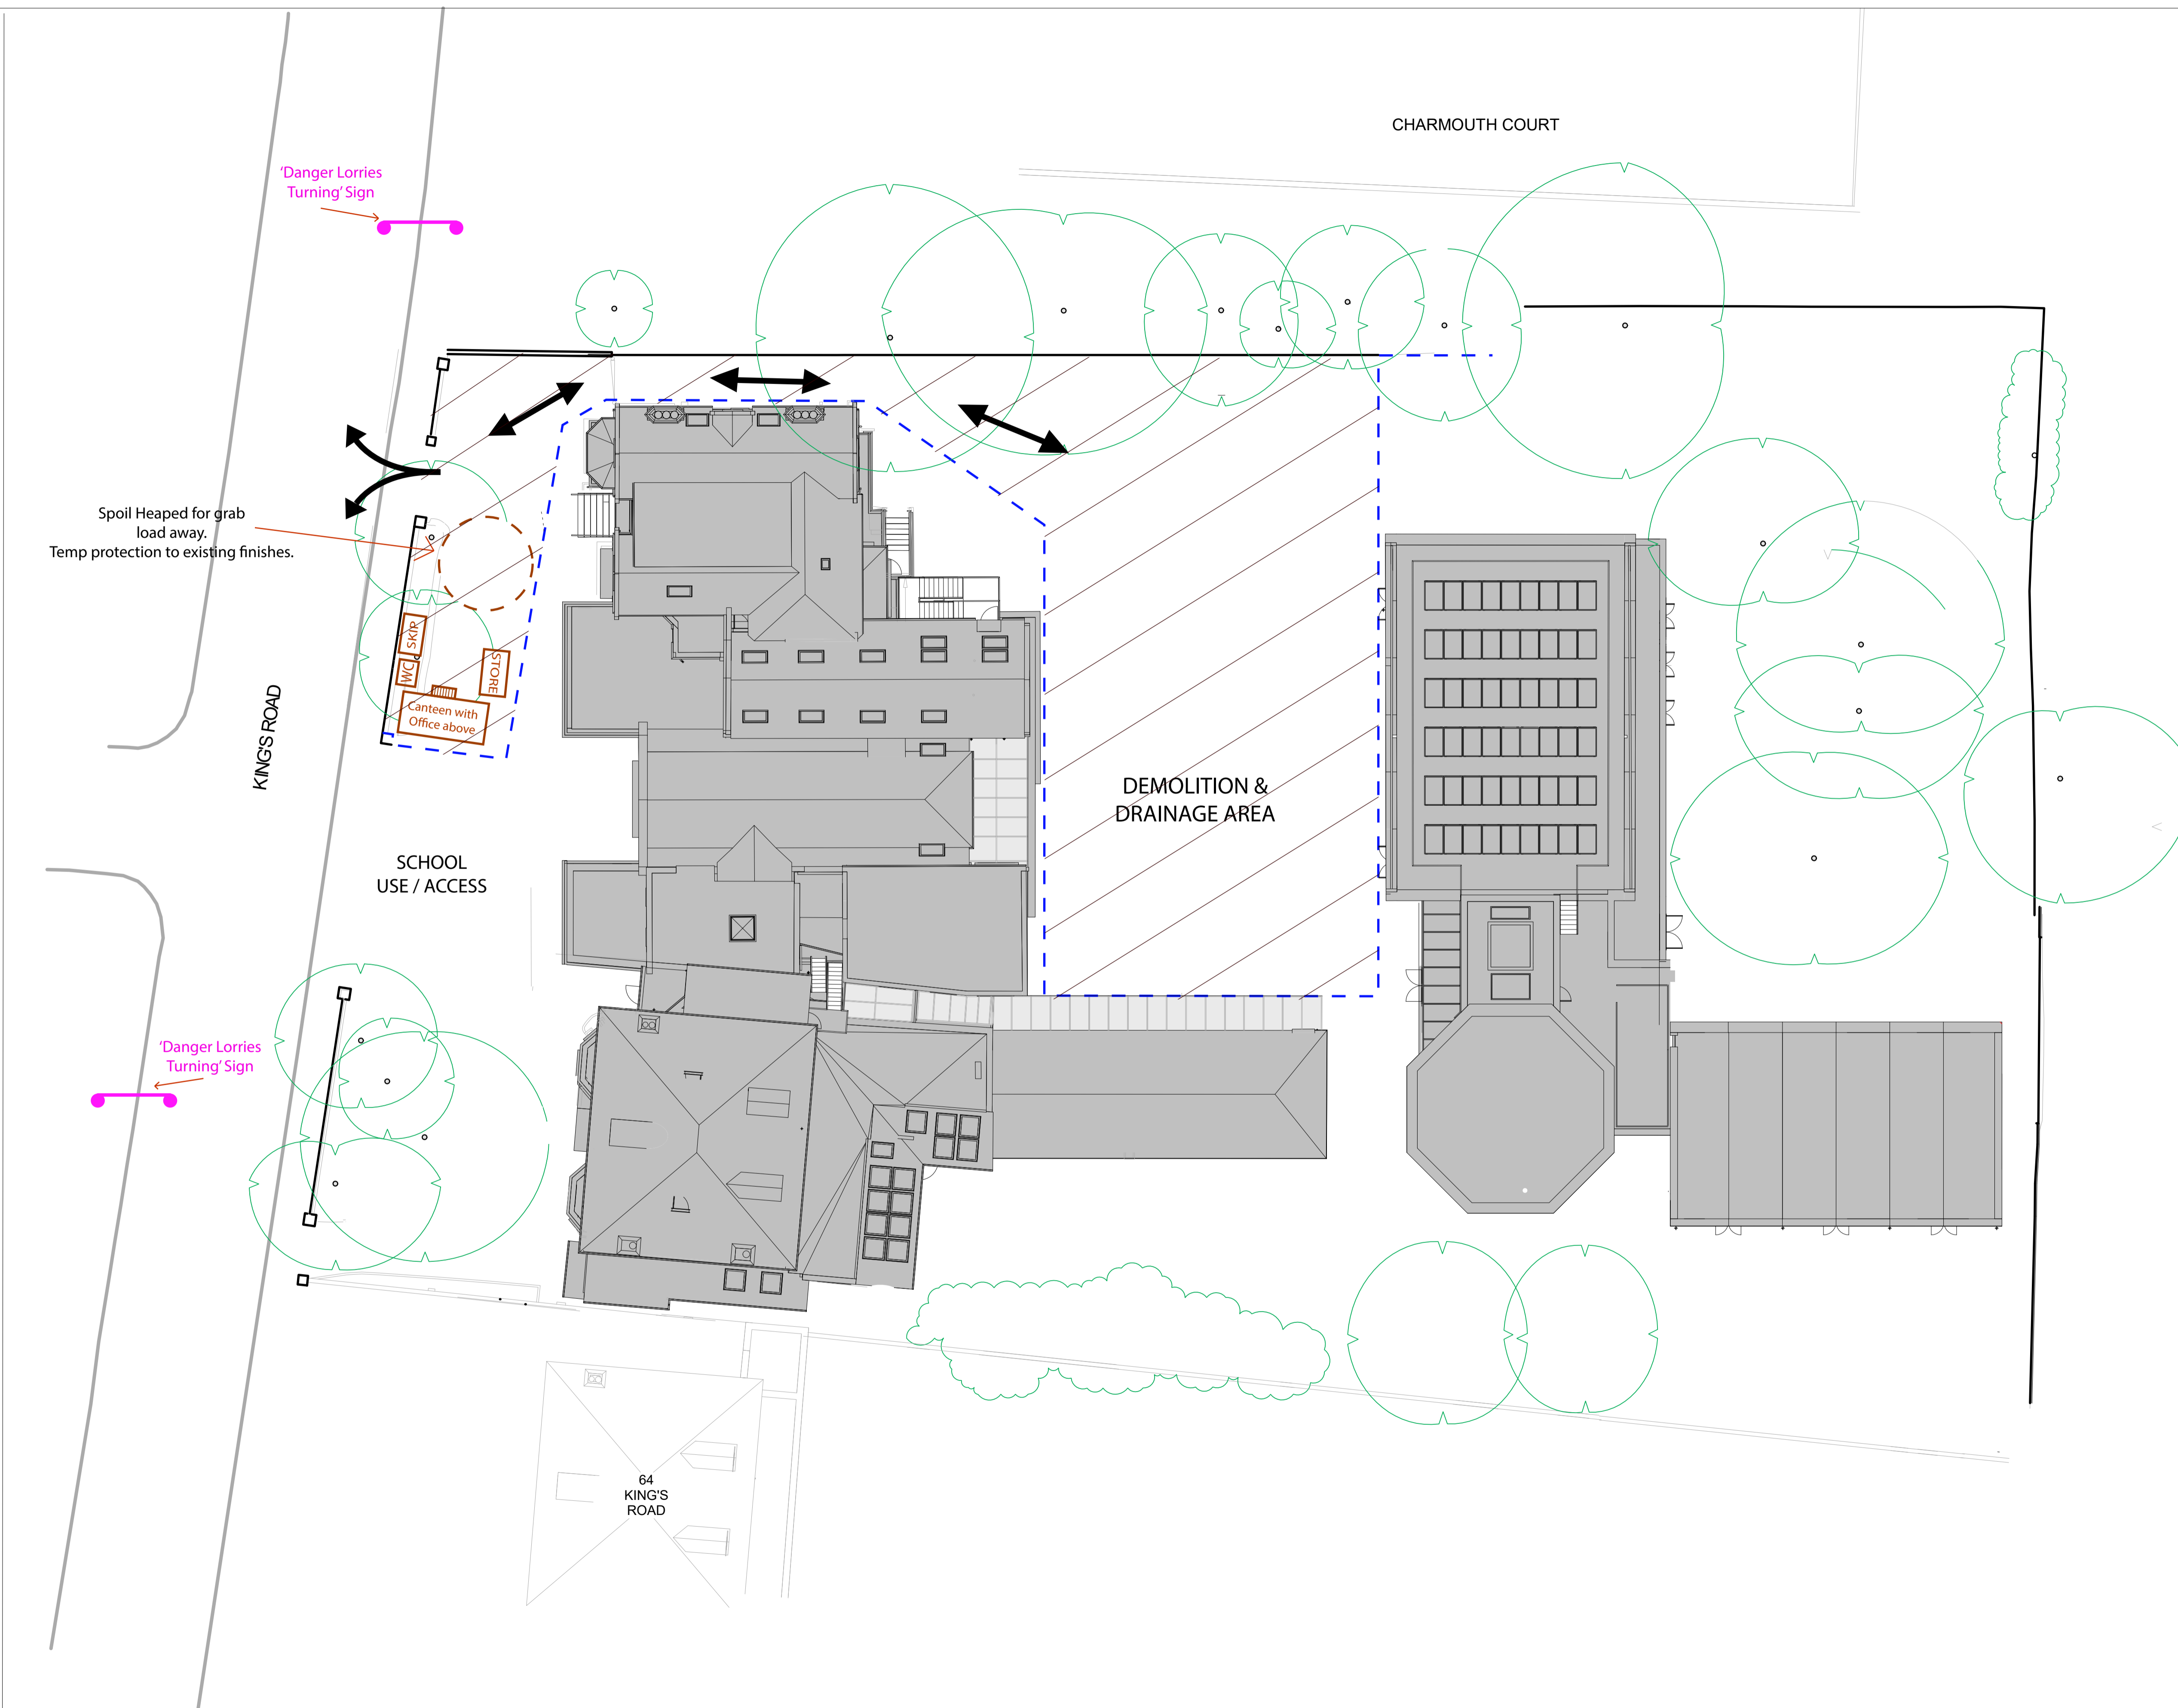 CHARMOUTH COURT
‘Danger Lorries
Turning’ Sign
Spoil Heaped for grab
load away.
Temp protection to existing finishes.
SKIP
WC
STORE
Canteen with
Office above
KING'S ROAD
DEMOLITION &
DRAINAGE AREA
SCHOOL
USE / ACCESS
‘Danger Lorries
Turning’ Sign
64
KING'S
ROAD